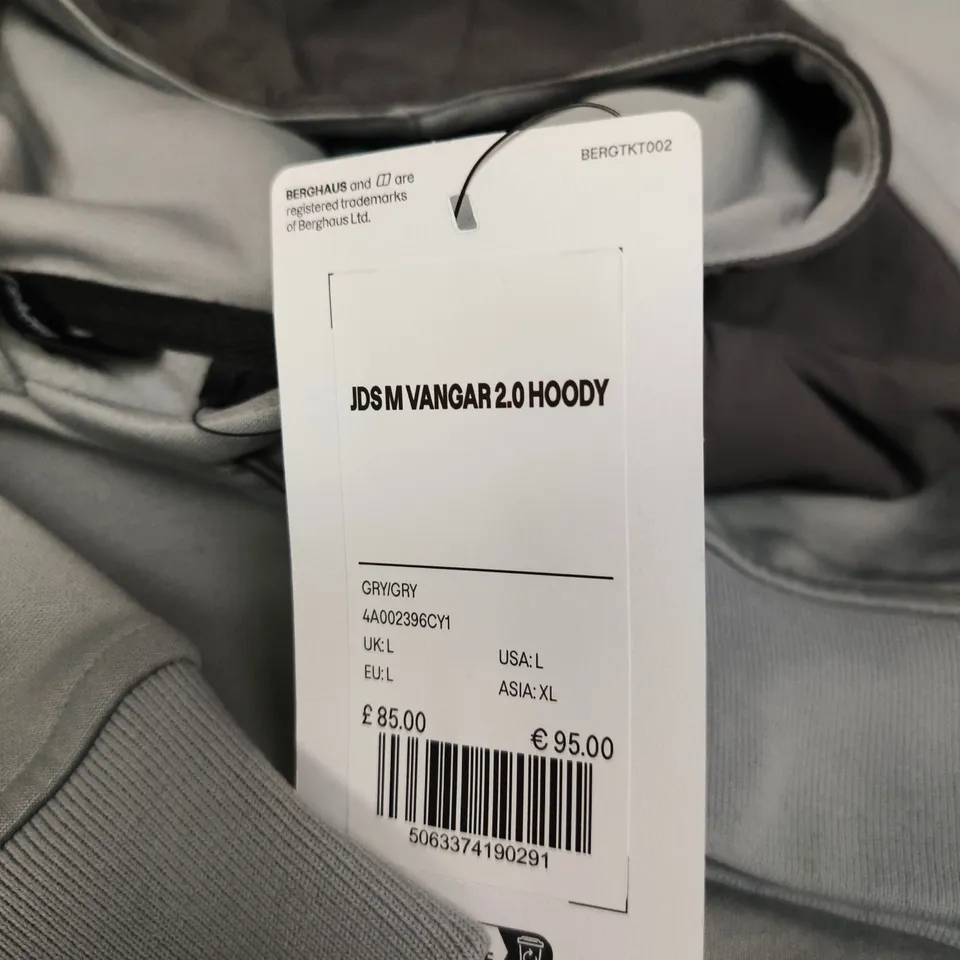 BERGTKT002
BERGHAUS and are
registered trademarks
of Berghaus Ltd.
JDS M VANGAR 2.0 HOODY
GRY/GRY
4A002396CY1
UK: L
USA: L
EU: L
ASIA: XL
£ 85.00
€ 95.00
5063374190291